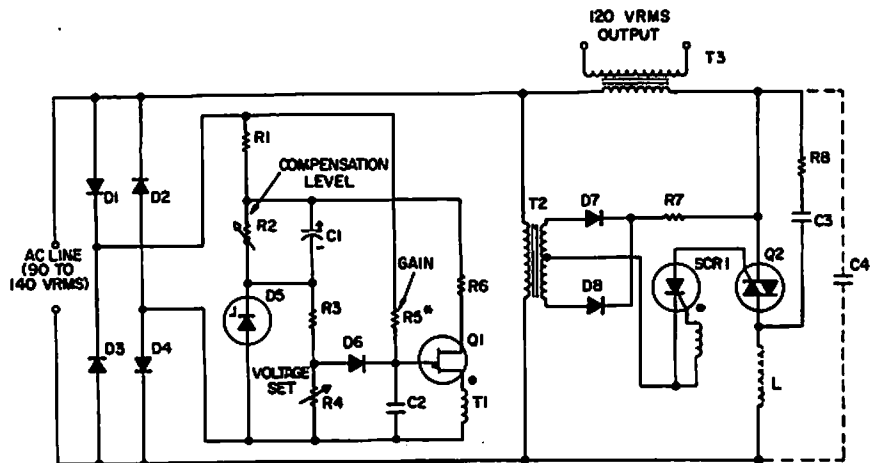 120 VRMS
OUTPUT
T3
R1
COMPENSATION
LEVEL
R8
D1
D2
R2
C1
T2
D7
R7
C3
AC LINE
(90 TO
140 VRMS)
GAIN
SCR1
Q2
C4
D5
R6
R3
R5*
D8
D3
D4
D6
Q1
VOLTAGE
SET
R4
C2
T1
L